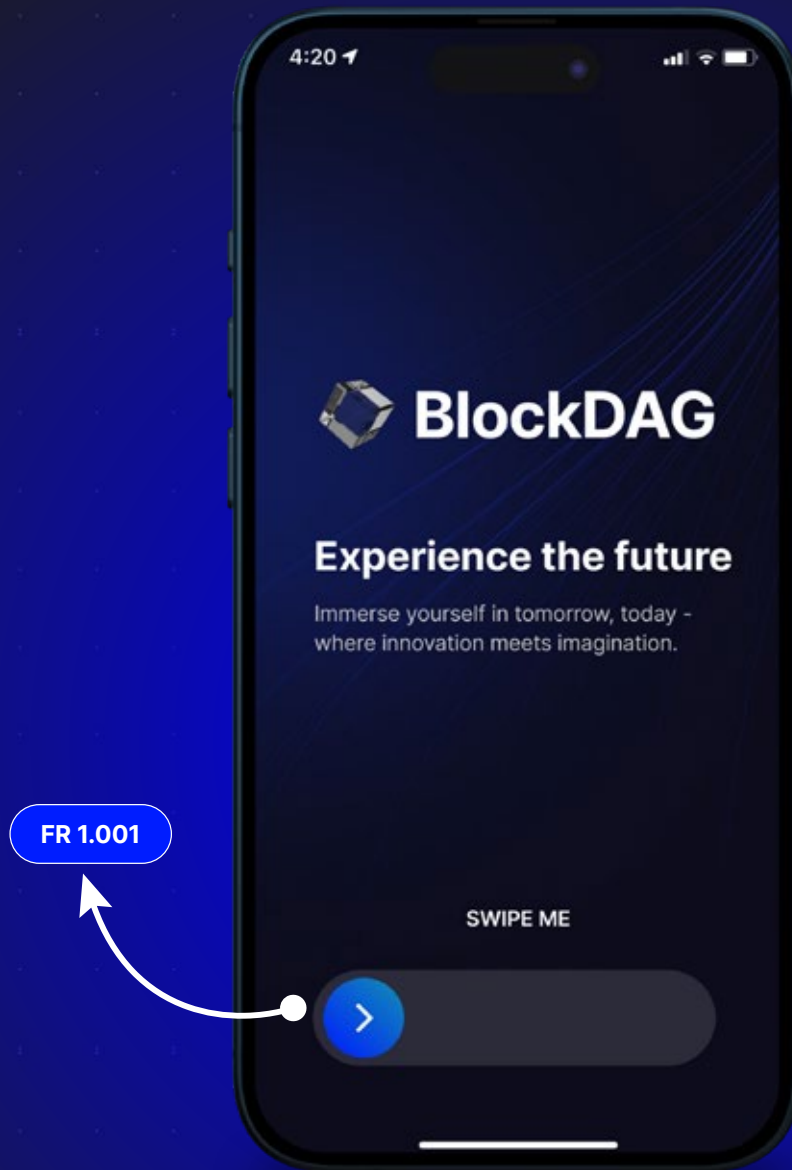 4:20
BlockDAG
Experience the future
Immerse yourself in tomorrow, today -
where innovation meets imagination.
FR 1.001
SWIPE ME